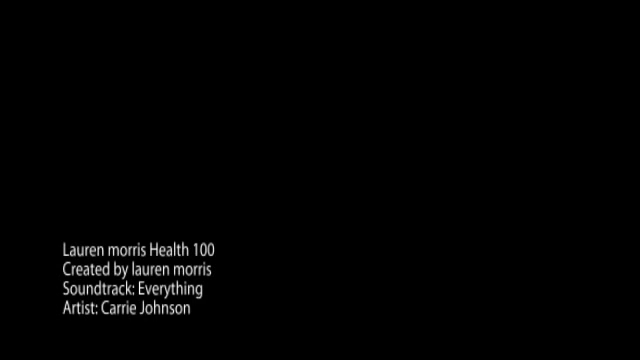 Lauren morris Health 100
Created by lauren morris
Soundtrack: Everything
Artist: Carrie Johnson